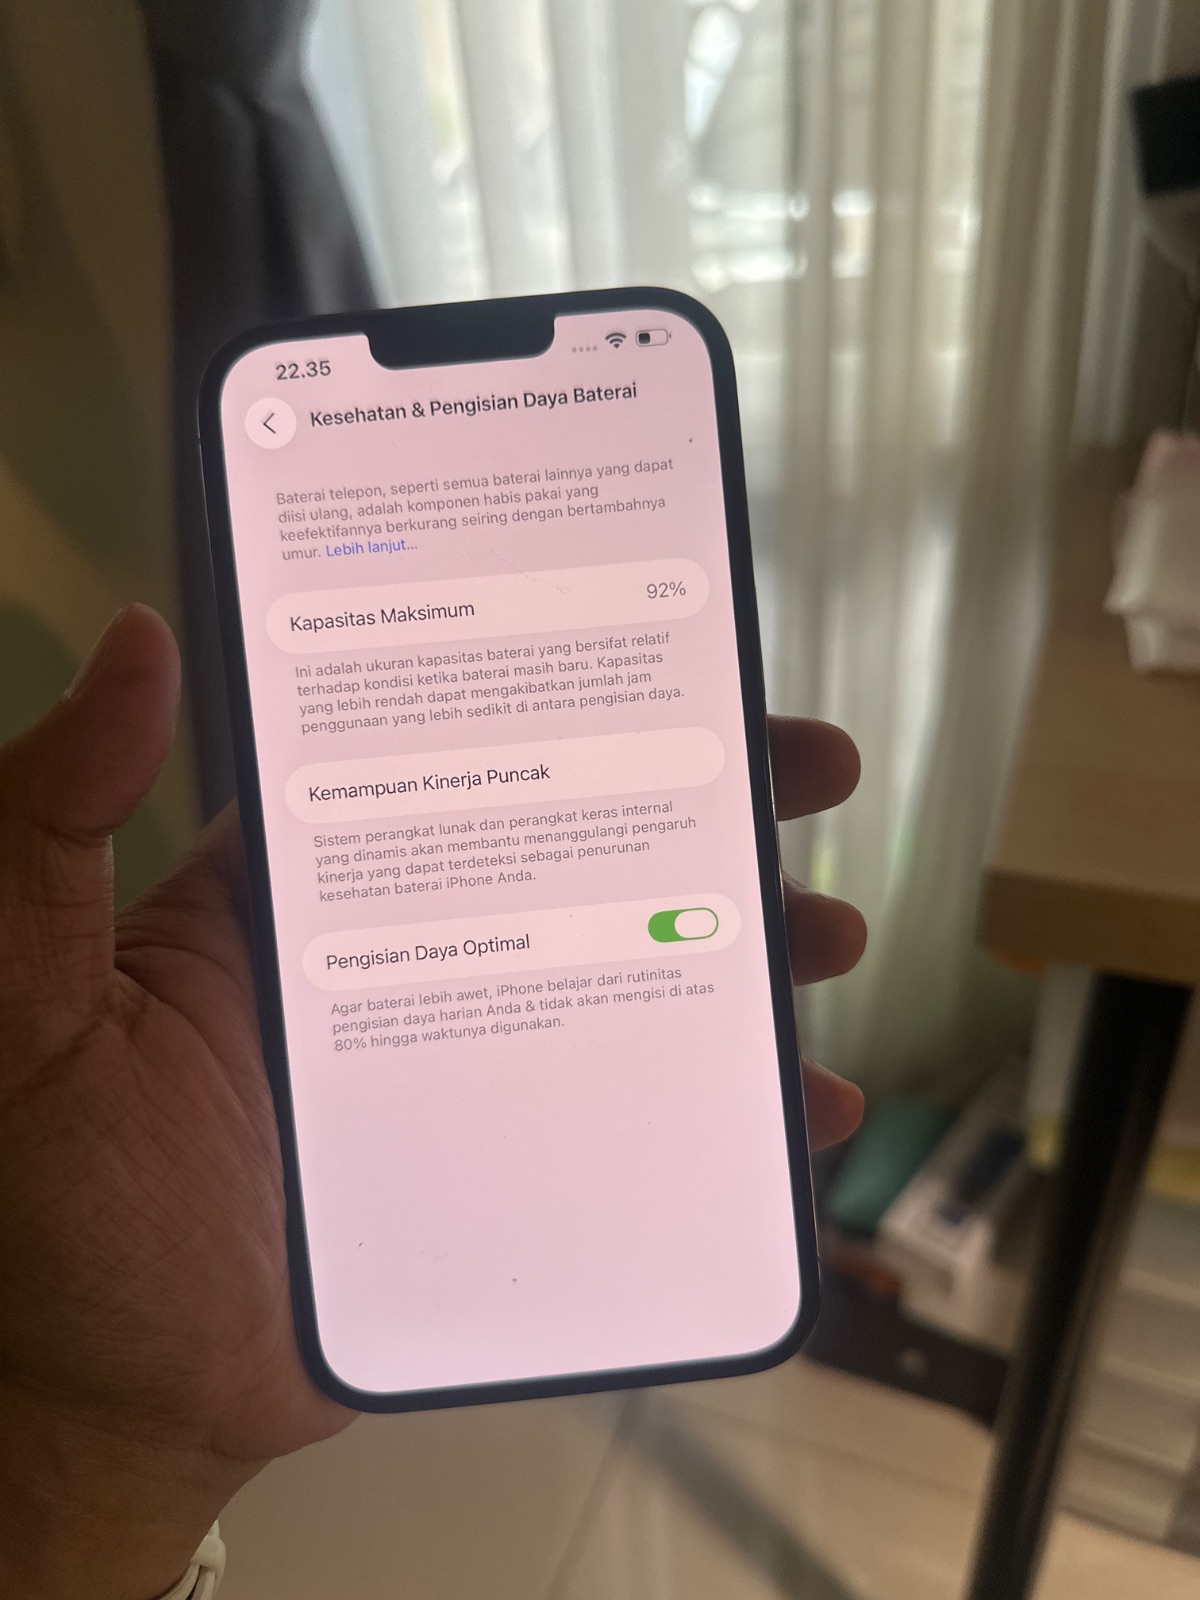 22.35
Kesehatan & Pengisian Daya Baterai
Baterai telepon, seperti semua baterai lainnya yang dapat
diisi ulang, adalah komponen habis pakai yang
keefektifannya berkurang seiring dengan bertambahnya
umur. Lebih lanjut...
Kapasitas Maksimum 92%
Ini adalah ukuran kapasitas baterai yang bersifat relatif
terhadap kondisi ketika baterai masih baru. Kapasitas
yang lebih rendah dapat mengakibatkan jumlah jam
penggunaan yang lebih sedikit di antara pengisian daya.
Kemampuan Kinerja Puncak
Sistem perangkat lunak dan perangkat keras internal
yang dinamis akan membantu menanggulangi pengaruh
kinerja yang dapat terdeteksi sebagai penurunan
kesehatan baterai iPhone Anda.
Pengisian Daya Optimal
Agar baterai lebih awet, iPhone belajar dari rutinitas
pengisian daya harian Anda & tidak akan mengisi di atas
80% hingga waktunya digunakan.